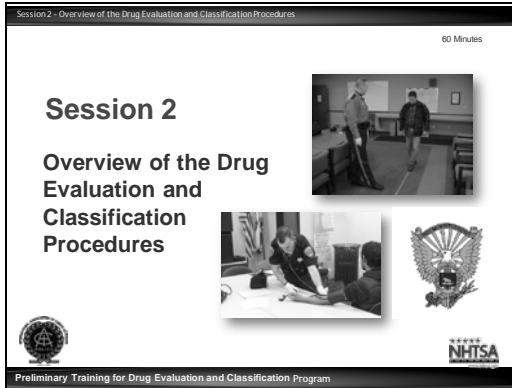 Session 2 - Overview of the Drug Evaluation and Classification Procedures
60 Minutes
Session 2
Overview of the Drug
Evaluation and
Classification
Procedures
NHTSA
Preliminary Training for Drug Evaluation and Classification Program